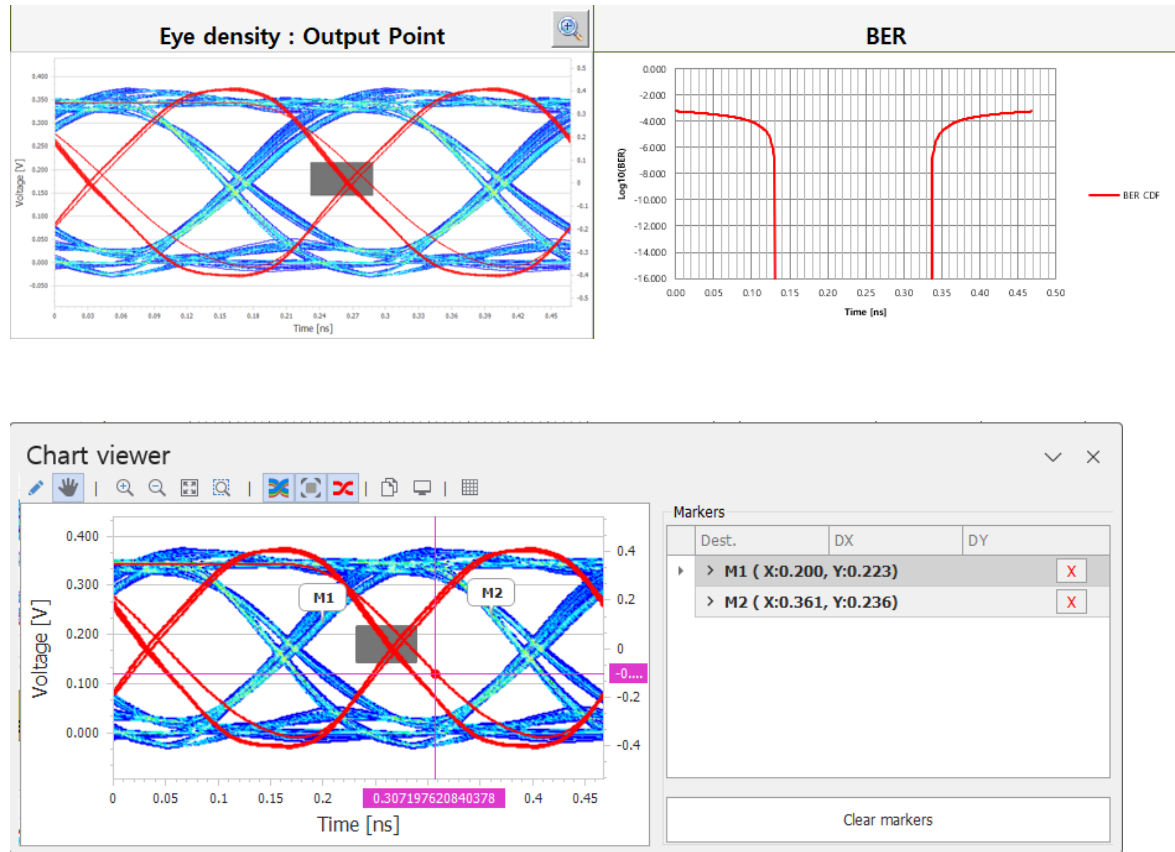 Eye density : Output Point
BER
0.400
0.350
0.300
0.250
0.200
0.150
0.100
0.050
0.000
-0.050
Voltage [V]
0.5
0.4
0.3
0.2
0.1
0
-0.1
-0.2
-0.3
-0.4
-0.5
0 0.03 0.06 0.09 0.12 0.15 0.18 0.21 0.24 0.27 0.3 0.33 0.36 0.39 0.42 0.45
Time [ns]
0.000
-2.000
-4.000
-6.000
-8.000
-10.000
-12.000
-14.000
-16.000
Log10(BER)
0.00 0.05 0.10 0.15 0.20 0.25 0.30 0.35 0.40 0.45 0.50
Time [ns]
BER CDF
Chart viewer
0.400
0.300
0.200
0.100
0.000
Voltage [V]
M1
M2
0.4
0.2
0
-0....
-0.2
-0.4
0 0.05 0.1 0.15 0.2 0.307197620840378 0.4 0.45
Time [ns]
Markers
Dest. DX DY
M1 ( X:0.200, Y:0.223) X
M2 ( X:0.361, Y:0.236) X
Clear markers